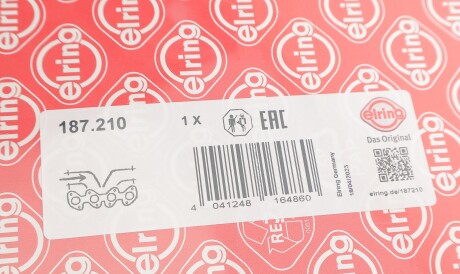 elring
187.210
1 X
EAC
elring
Das Original
4 041248 164860
Elring Germany
elring.de/187210